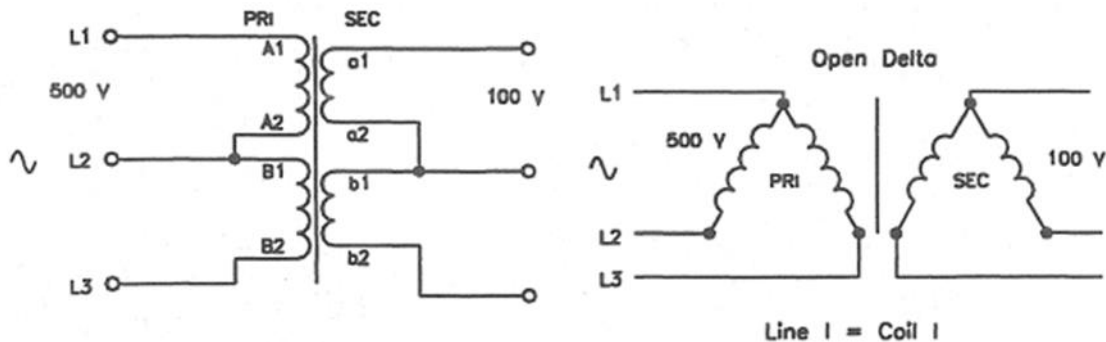 PRI SEC
L1 A1 a1
500 V 100 V
A2 a2
L2
B1 b1
B2 b2
L3
Open Delta
L1
500 V 100 V
PRI SEC
L2
L3
Line I = Coil I